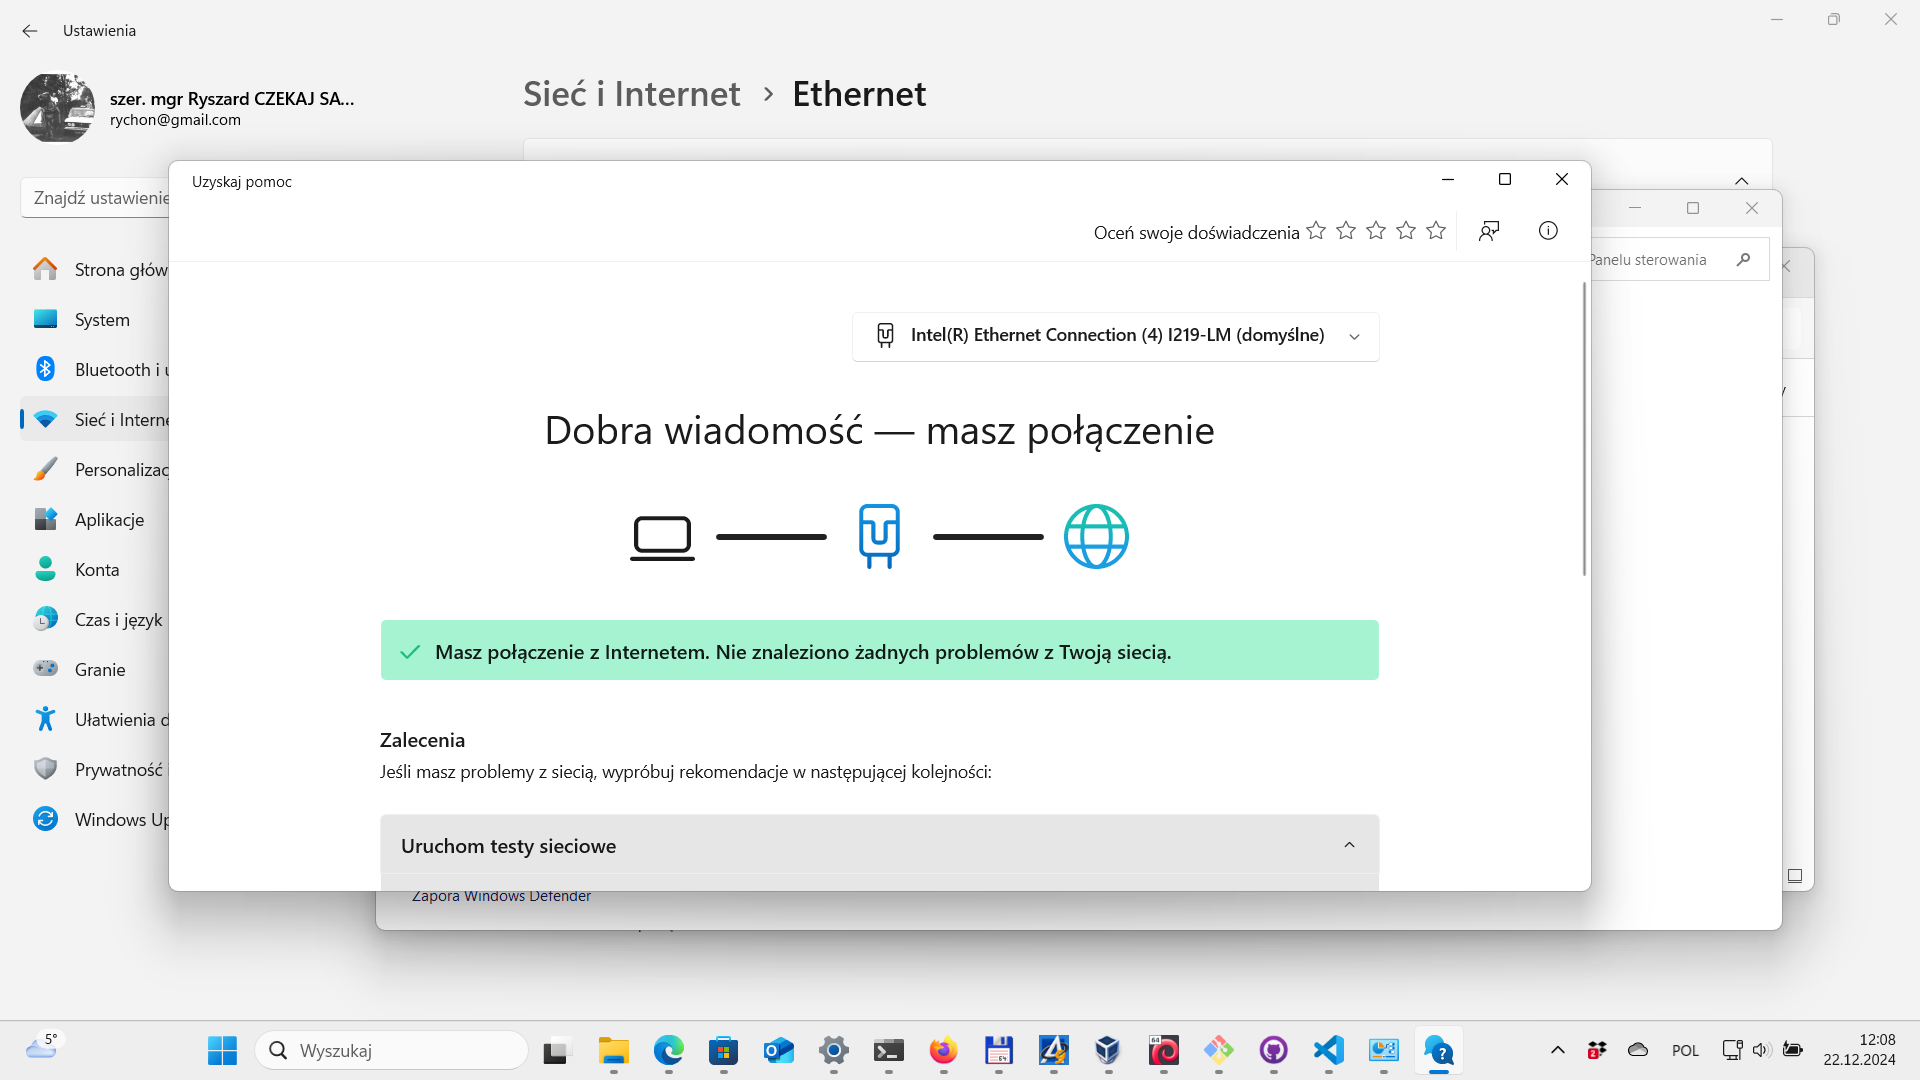 Ustawienia
szer. mgr Ryszard CZEKAJ SA...
rychon@gmail.com
Sieć i Internet > Ethernet
Znajdź ustawienie
Uzyskaj pomoc
Oceń swoje doświadczenia
Panelu sterowania
Strona głów
System
Bluetooth i u
Sieć i Interne
Personalizac
Aplikacje
Konta
Czas i język
Granie
Ułatwienia d
Prywatność i
Windows Up
Intel(R) Ethernet Connection (4) I219-LM (domyślne)
Dobra wiadomość — masz połączenie
Masz połączenie z Internetem. Nie znaleziono żadnych problemów z Twoją siecią.
Zalecenia
Jeśli masz problemy z siecią, wypróbuj rekomendacje w następującej kolejności:
Uruchom testy sieciowe
Zapora Windows Defender
5°
Wyszukaj
64
2
POL
12:08
22.12.2024